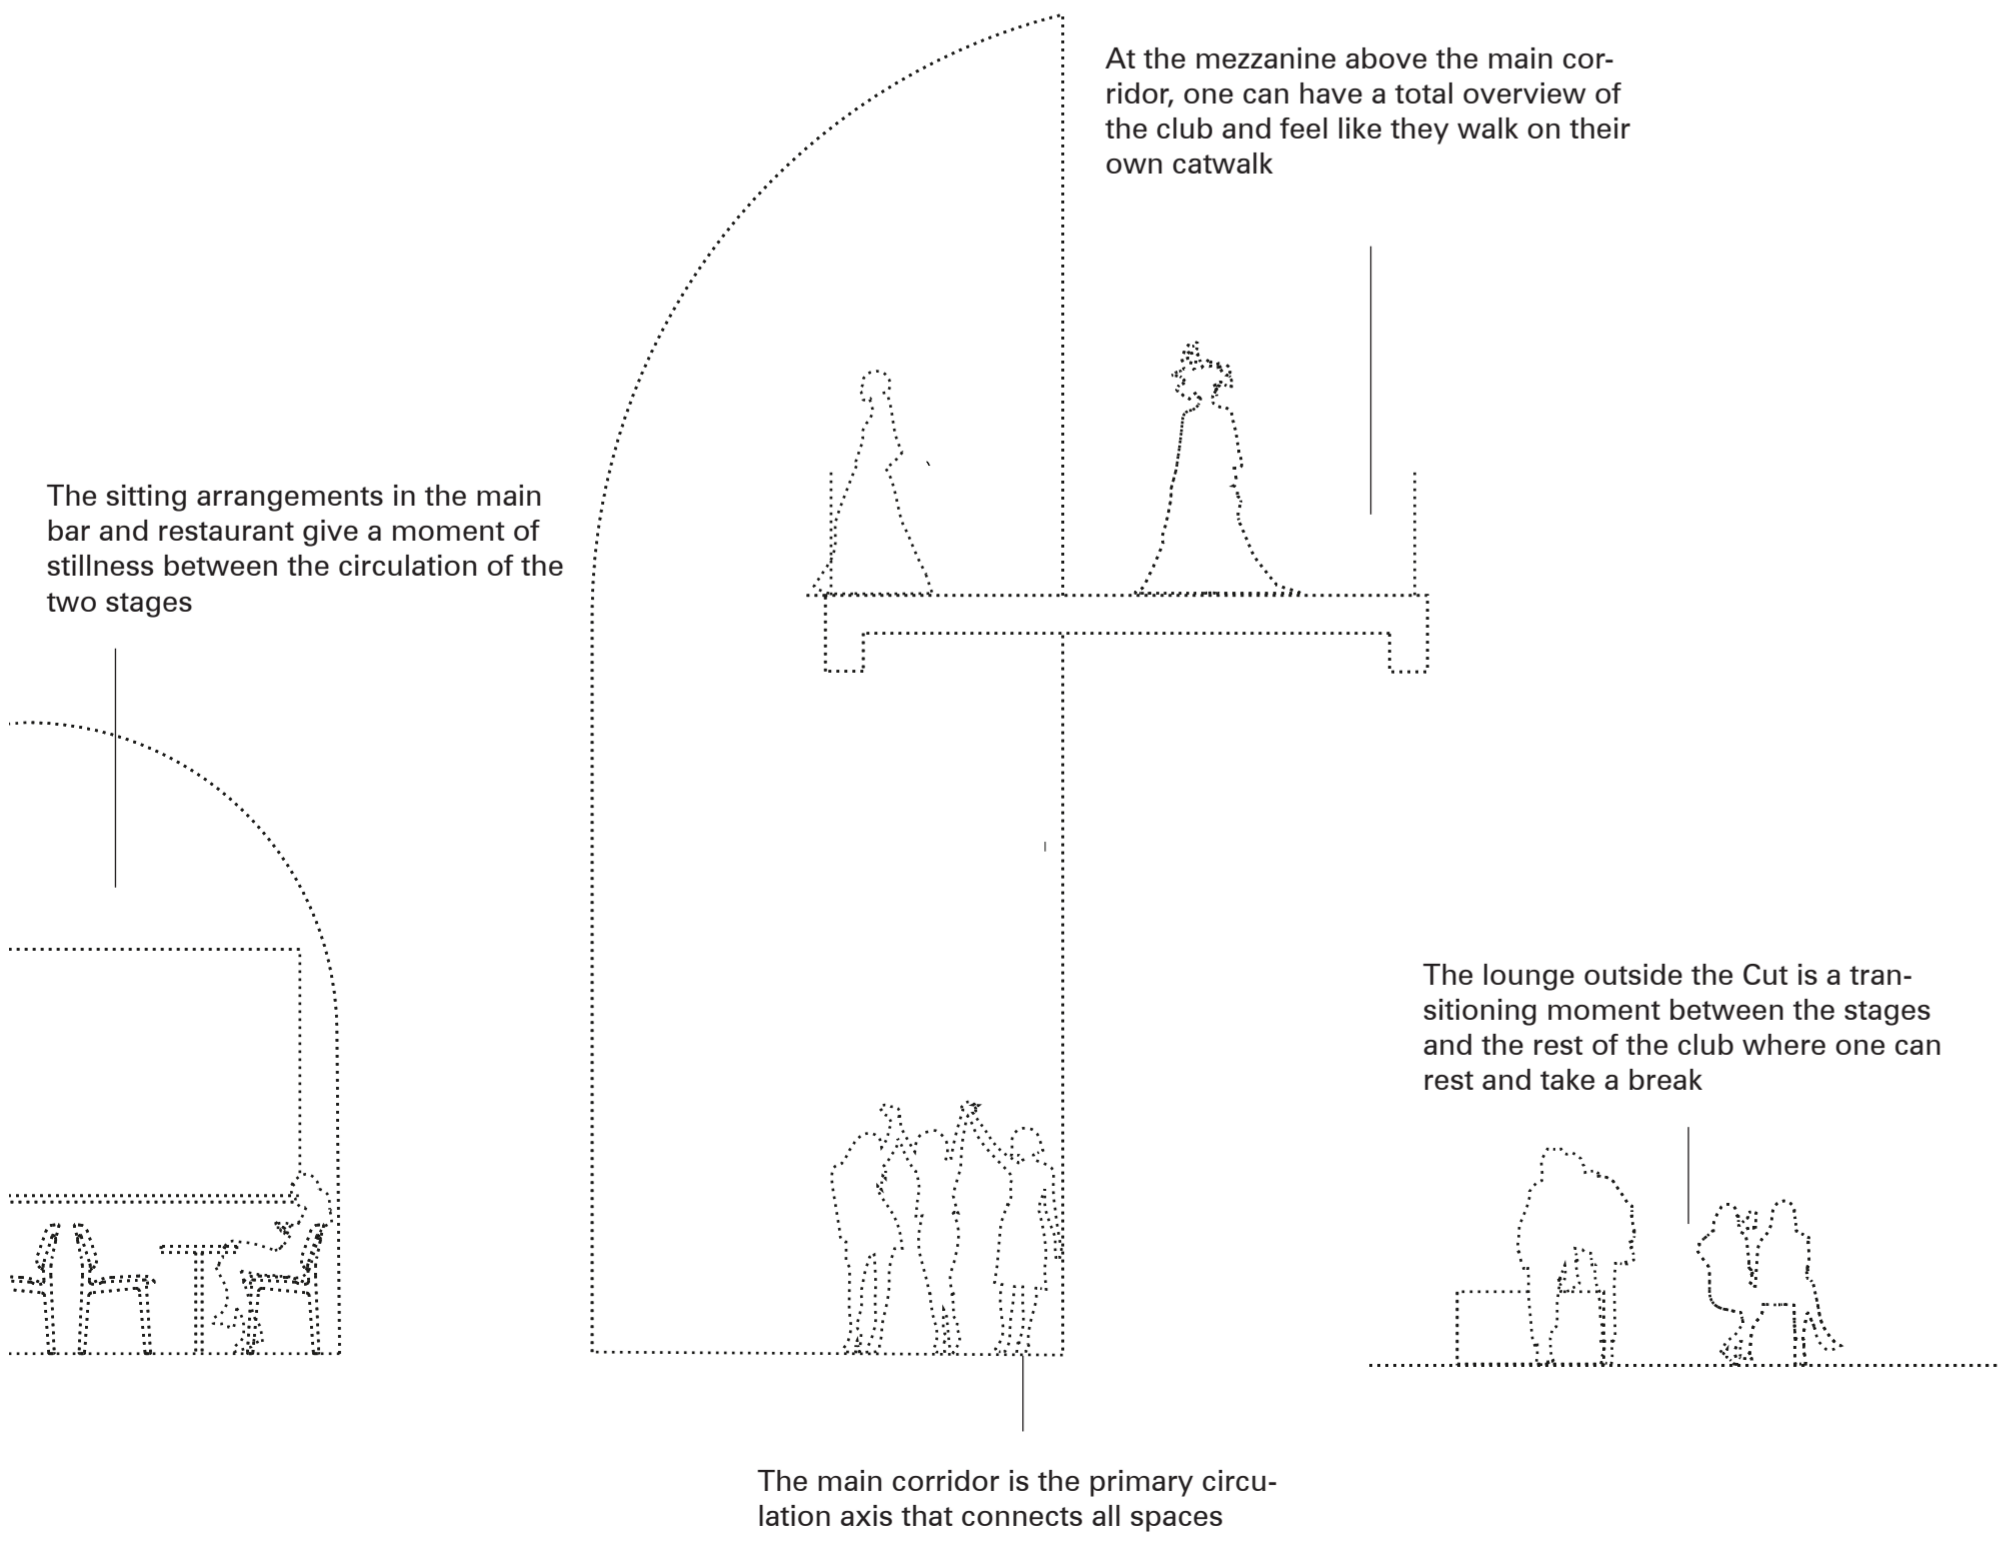 At the mezzanine above the main cor-
ridor, one can have a total overview of
the club and feel like they walk on their
own catwalk
The sitting arrangements in the main
bar and restaurant give a moment of
stillness between the circulation of the
two stages
The lounge outside the Cut is a tran-
sitioning moment between the stages
and the rest of the club where one can
rest and take a break
The main corridor is the primary circu-
lation axis that connects all spaces